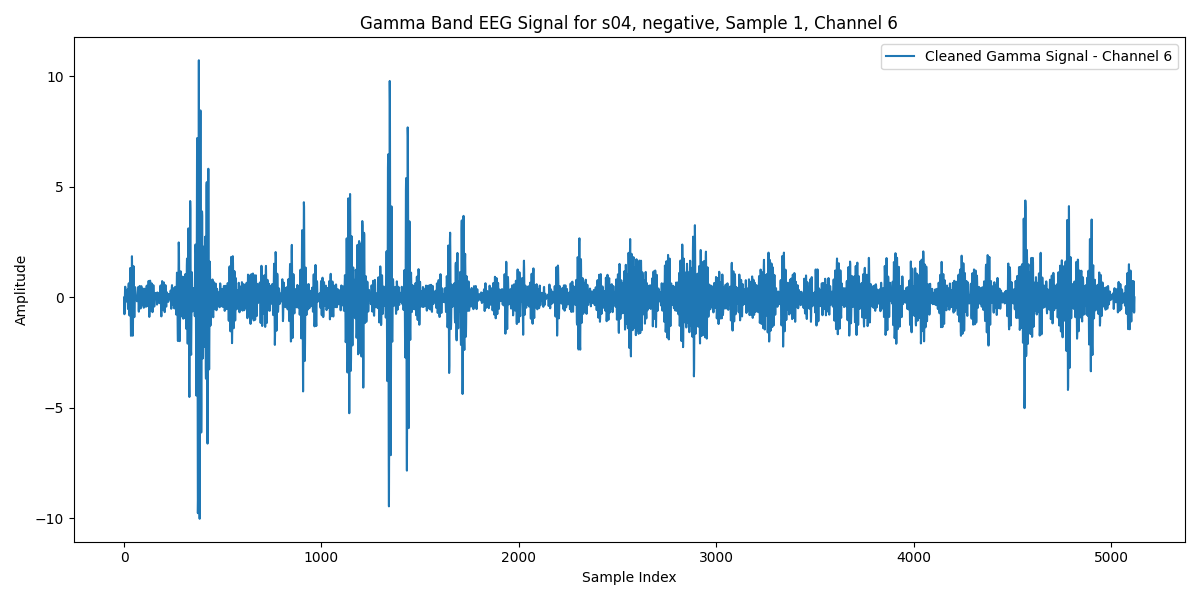 Gamma Band EEG Signal for s04, negative, Sample 1, Channel 6
Cleaned Gamma Signal - Channel 6
Amplitude
10
5
0
−5
−10
0 1000 2000 3000 4000 5000
Sample Index